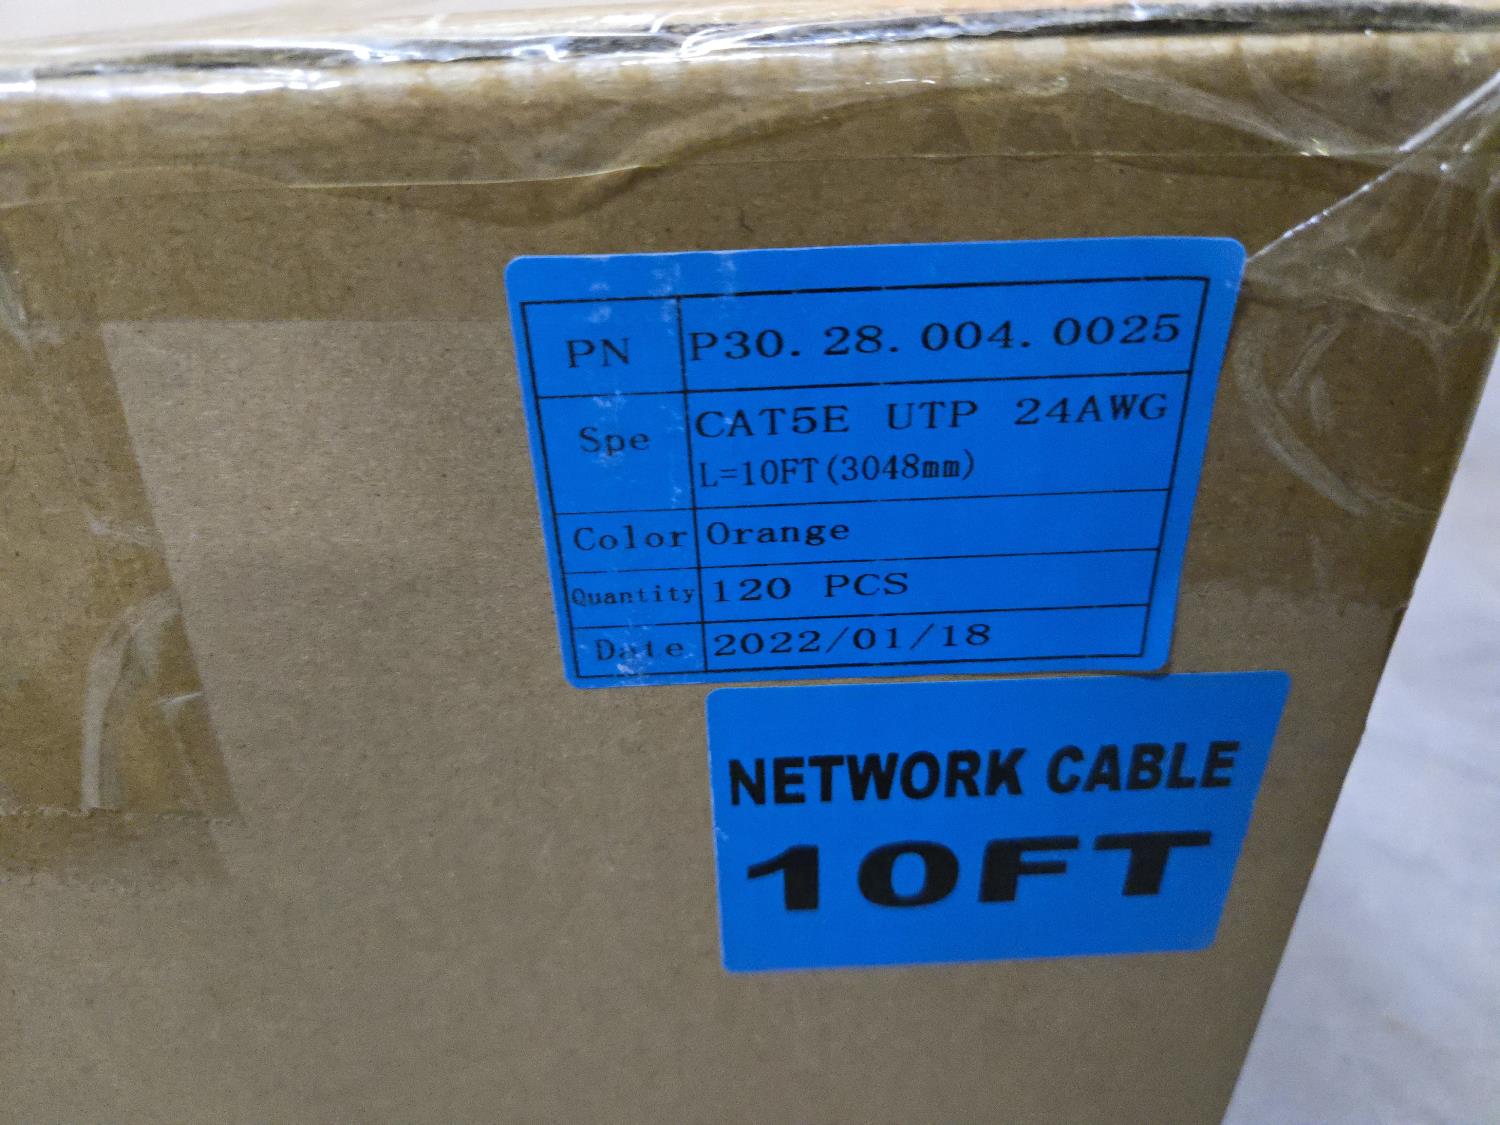 PN P30.28.004.0025
Spe CAT5E UTP 24AWG
L=10FT(3048mm)
Color Orange
Quantity 120 PCS
Date 2022/01/18
NETWORK CABLE
10FT